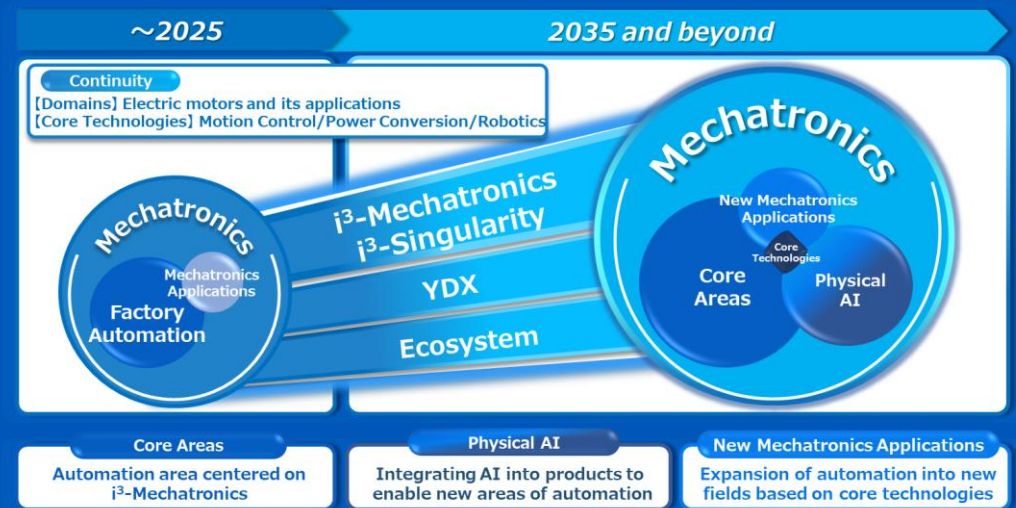 ～2025
2035 and beyond
Continuity
【Domains】 Electric motors and its applications
【Core Technologies】 Motion Control/Power Conversion/Robotics
Mechatronics
Mechatronics
Applications
Factory
Automation
i³-Mechatronics
i³-Singularity
YDX
Ecosystem
Mechatronics
New Mechatronics
Applications
Core
Technologies
Core
Areas
Physical
AI
Core Areas
Automation area centered on
i³-Mechatronics
Physical AI
Integrating AI into products to
enable new areas of automation
New Mechatronics Applications
Expansion of automation into new
fields based on core technologies